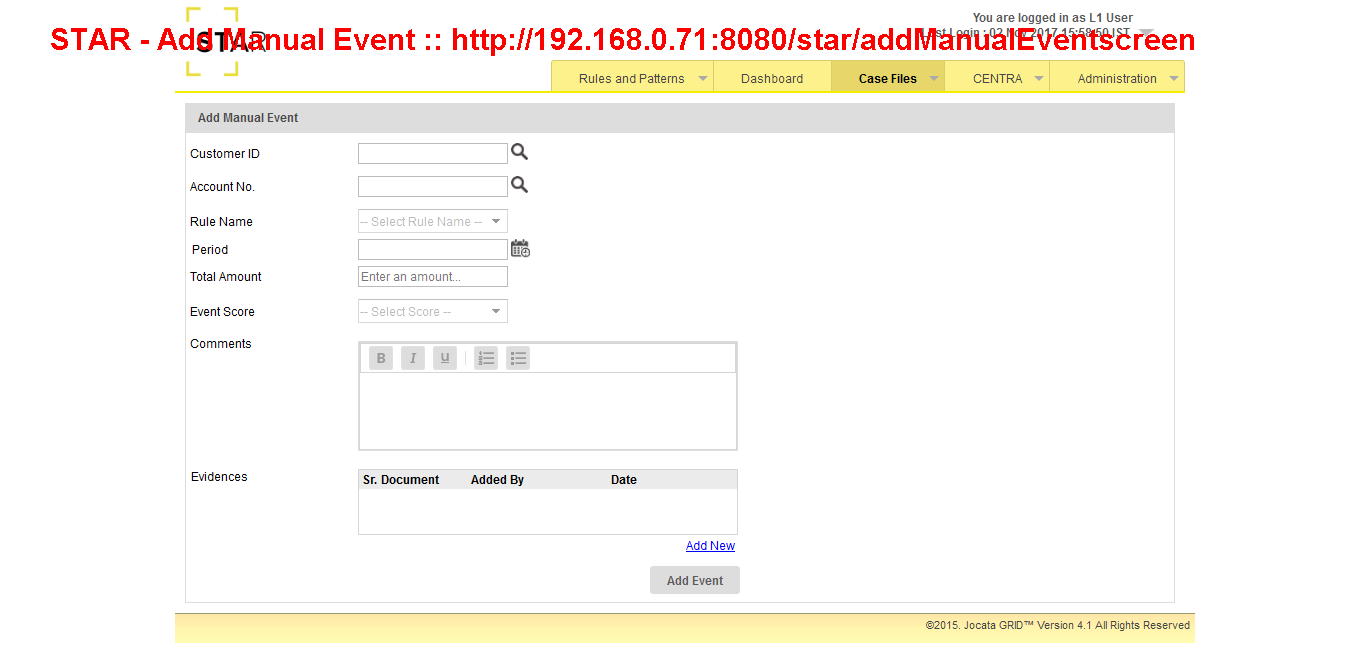 You are logged in as L1 User
STAR
STAR - Add Manual Event :: http://192.168.0.71:8080/star/addManualEventscreen
Last Login : 02 Nov 2017 15:58:50 IST
Rules and Patterns Dashboard Case Files CENTRA Administration
Add Manual Event
Customer ID
Account No.
Rule Name -- Select Rule Name --
Period
Total Amount Enter an amount...
Event Score -- Select Score --
Comments B I U
Evidences Sr. Document Added By Date
Add New
Add Event
©2015. Jocata GRID™ Version 4.1 All Rights Reserved